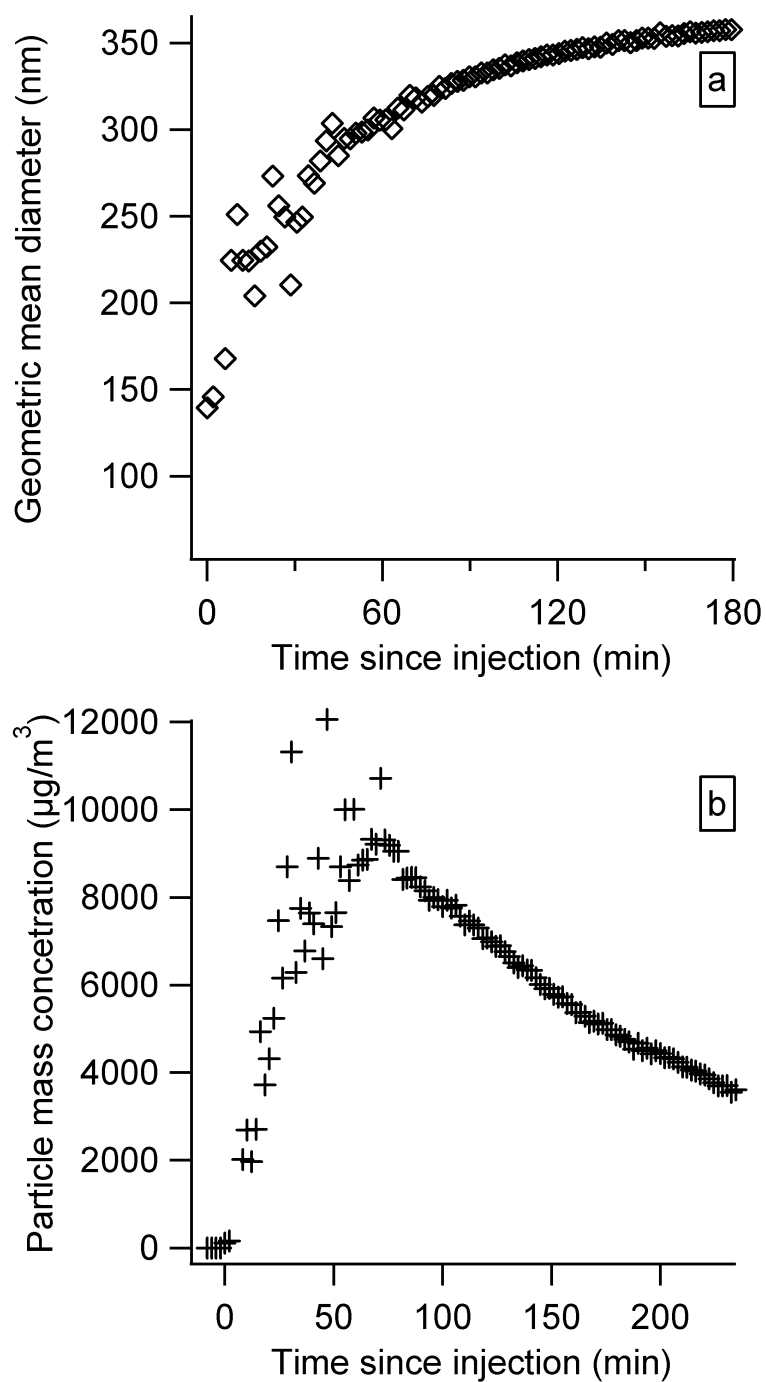 350
300
250
200
150
100
Geometric mean diameter (nm)
a
0 60 120 180
Time since injection (min)
12000
10000
8000
6000
4000
2000
0
Particle mass concetration (µg/m³)
b
0 50 100 150 200
Time since injection (min)